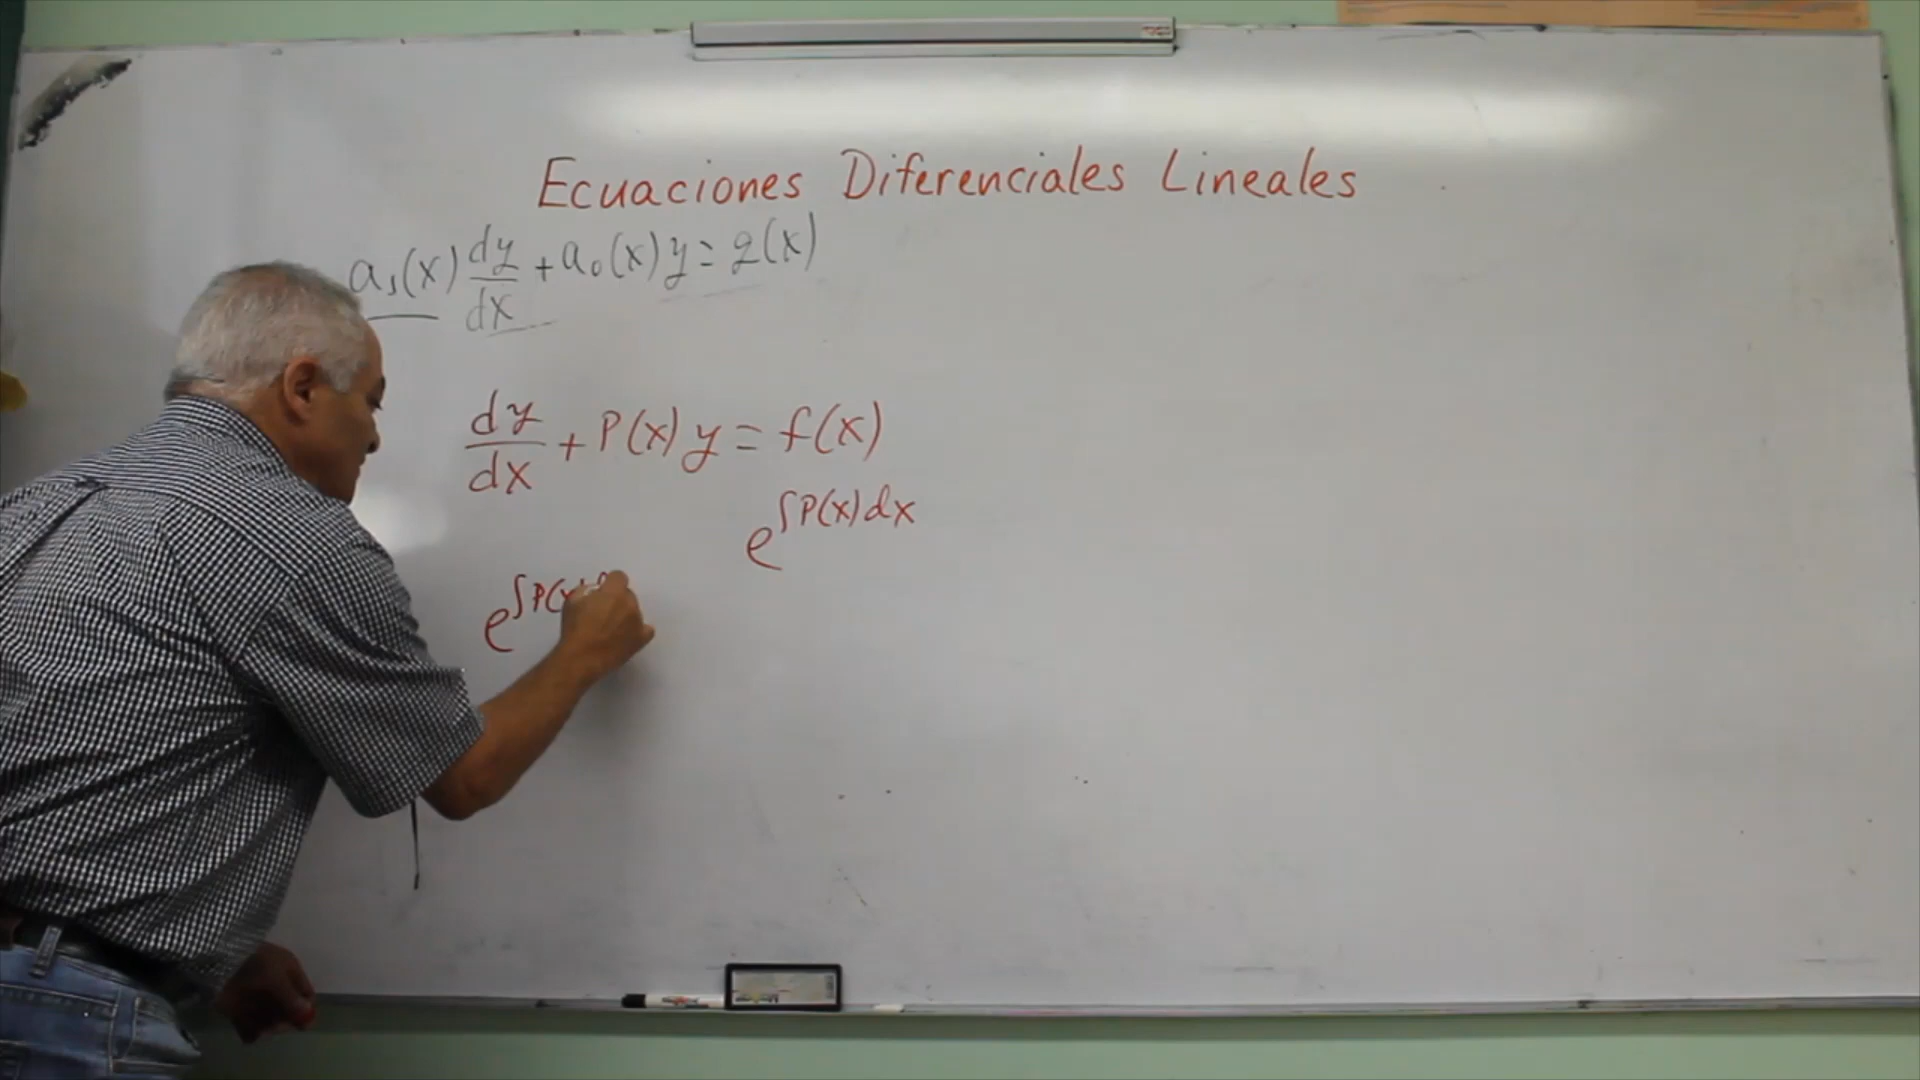 Ecuaciones Diferenciales Lineales
a₁(x) dy/dx + a₀(x) y = g(x)
dy/dx + P(x) y = f(x)
e^∫P(x)dx
e^∫P(x)